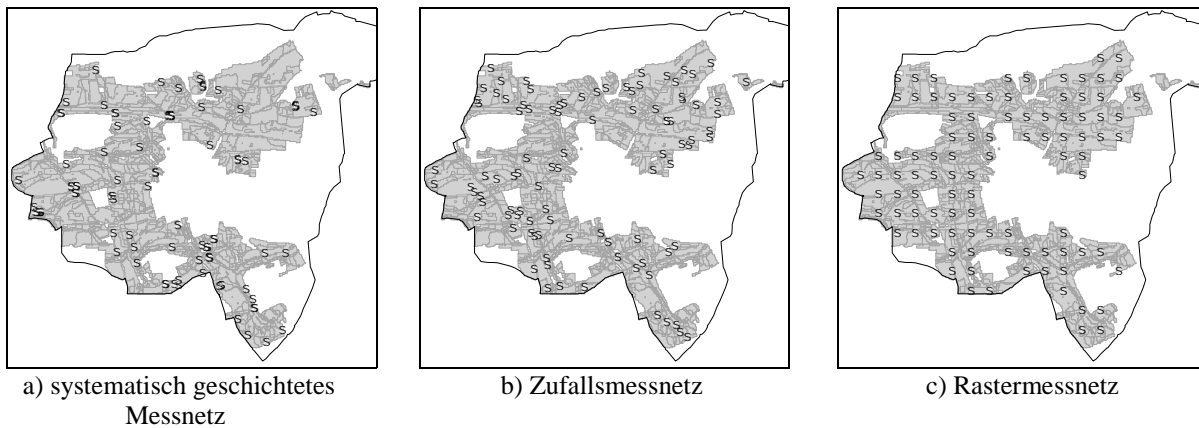 a) systematisch geschichtetes
Messnetz
b) Zufallsmessnetz
c) Rastermessnetz